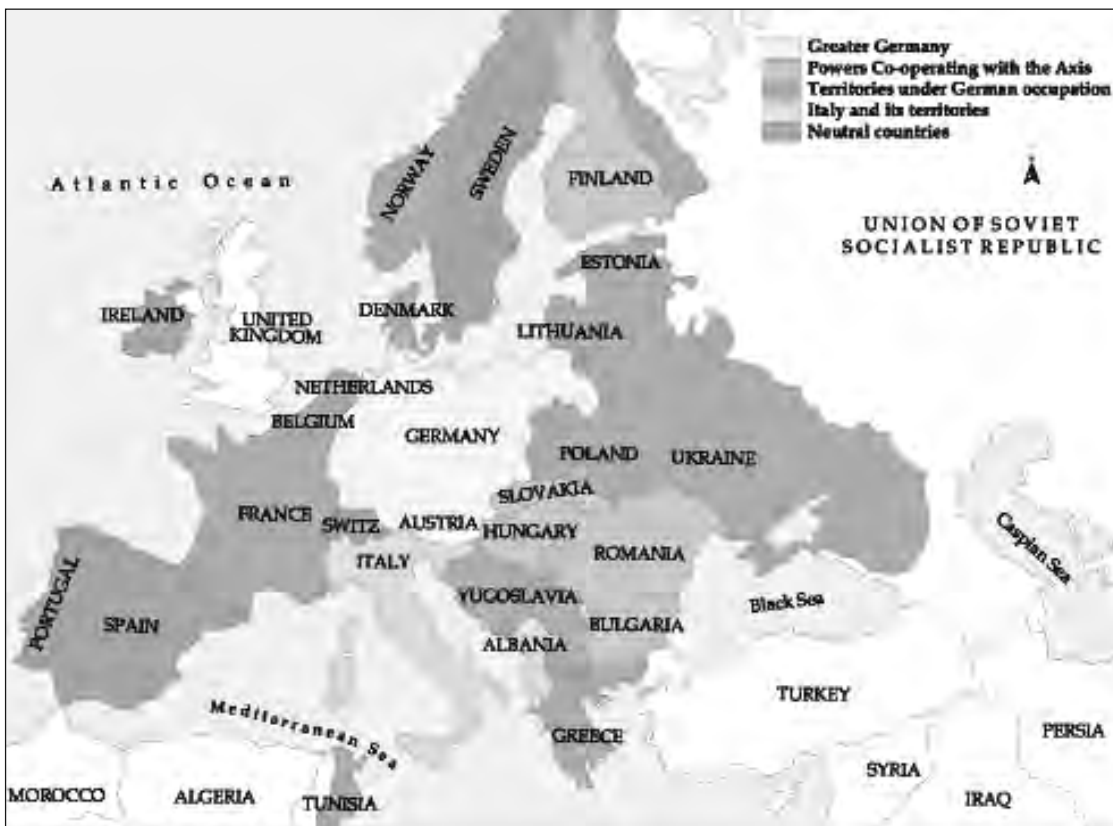 Greater Germany
Powers Co-operating with the Axis
Territories under German occupation
Italy and its territories
Neutral countries
Atlantic Ocean
NORWAY
SWEDEN
FINLAND
UNION OF SOVIET
SOCIALIST REPUBLIC
ESTONIA
IRELAND
UNITED
KINGDOM
DENMARK
LITHUANIA
NETHERLANDS
BELGIUM
GERMANY
POLAND
UKRAINE
SLOVAKIA
FRANCE
SWITZ
AUSTRIA
HUNGARY
ITALY
ROMANIA
Caspian Sea
PORTUGAL
SPAIN
YUGOSLAVIA
Black Sea
ALBANIA
BULGARIA
TURKEY
Mediterranean Sea
GREECE
PERSIA
SYRIA
MOROCCO
ALGERIA
TUNISIA
IRAQ